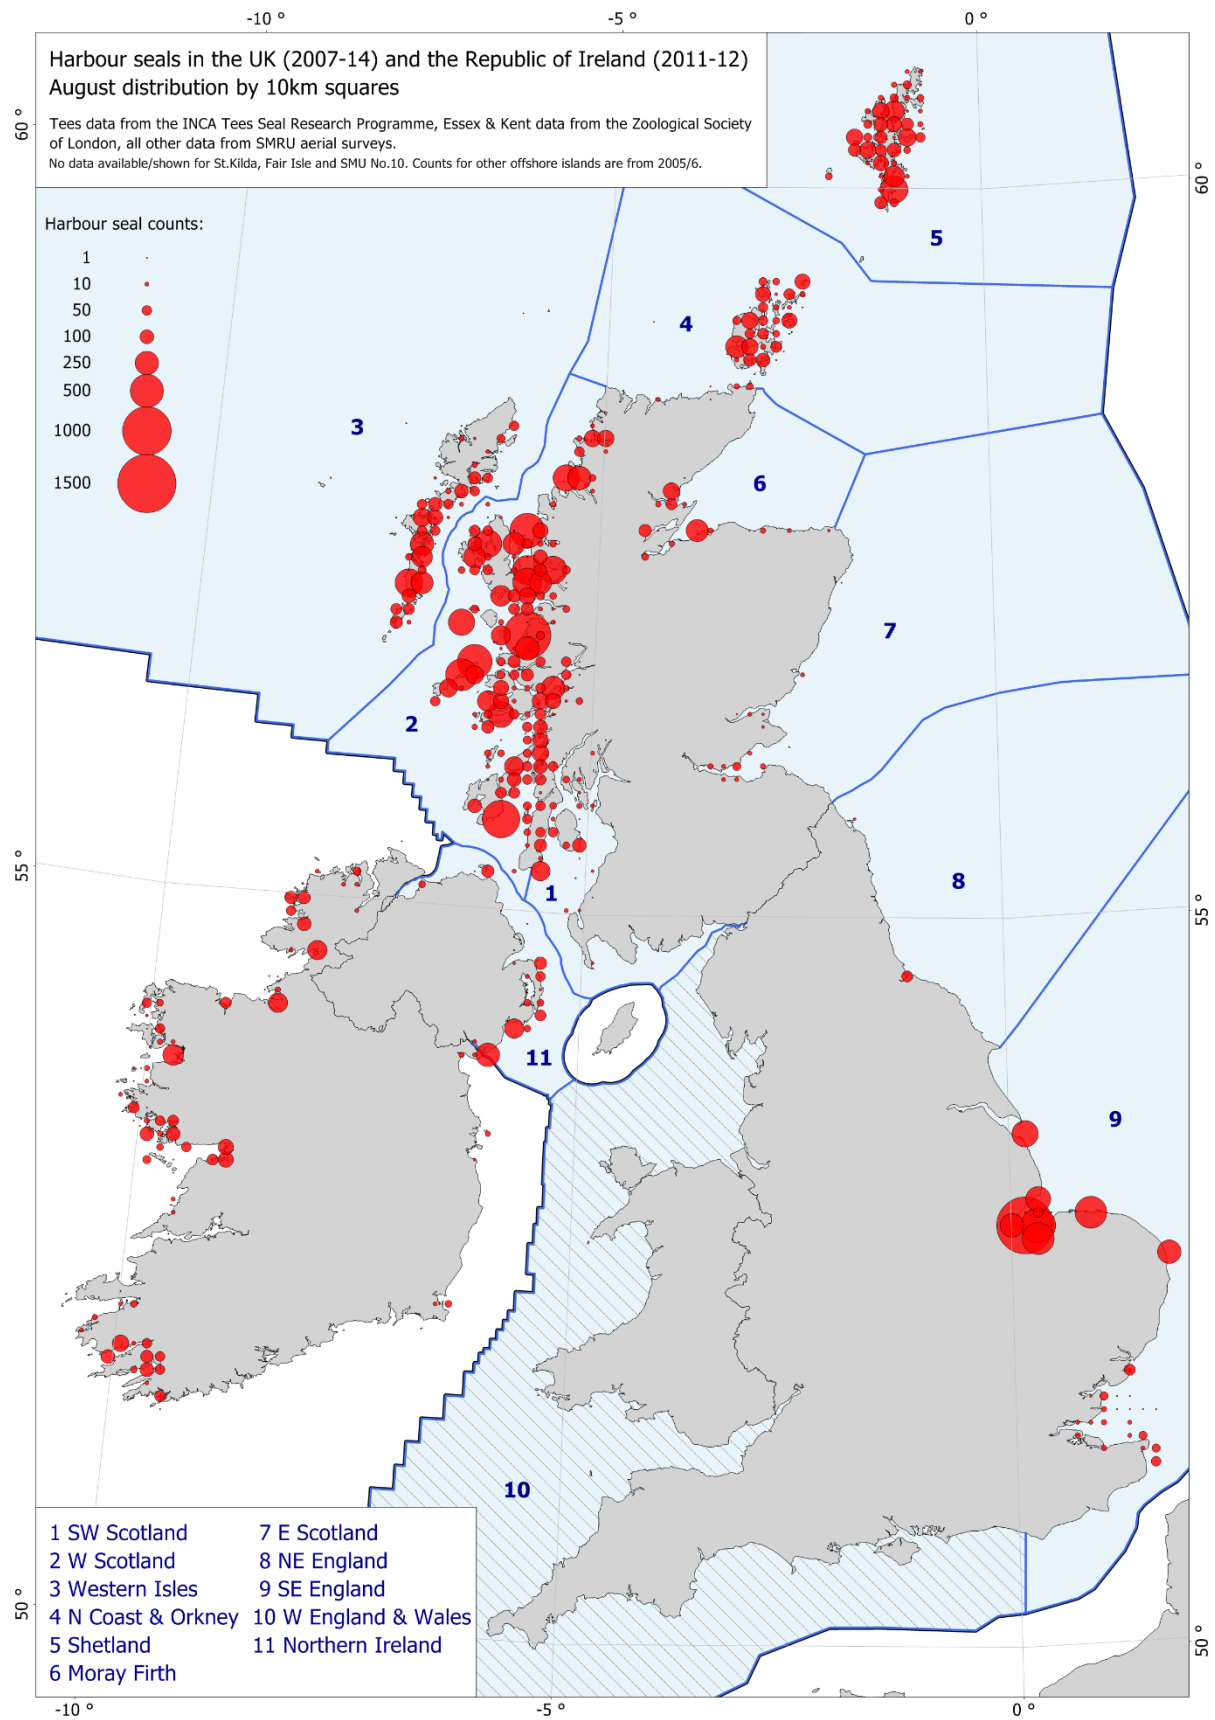 -10 °
-5 °
0 °
Harbour seals in the UK (2007-14) and the Republic of Ireland (2011-12)
August distribution by 10km squares
Tees data from the INCA Tees Seal Research Programme, Essex & Kent data from the Zoological Society
of London, all other data from SMRU aerial surveys.
No data available/shown for St.Kilda, Fair Isle and SMU No.10. Counts for other offshore islands are from 2005/6.
60 °
60 °
Harbour seal counts:
1
10
50
100
250
500
1000
1500
5
4
3
6
7
2
55 °
55 °
1
8
11
9
10
1 SW Scotland
2 W Scotland
3 Western Isles
4 N Coast & Orkney
5 Shetland
6 Moray Firth
7 E Scotland
8 NE England
9 SE England
10 W England & Wales
11 Northern Ireland
50 °
50 °
-10 °
-5 °
0 °